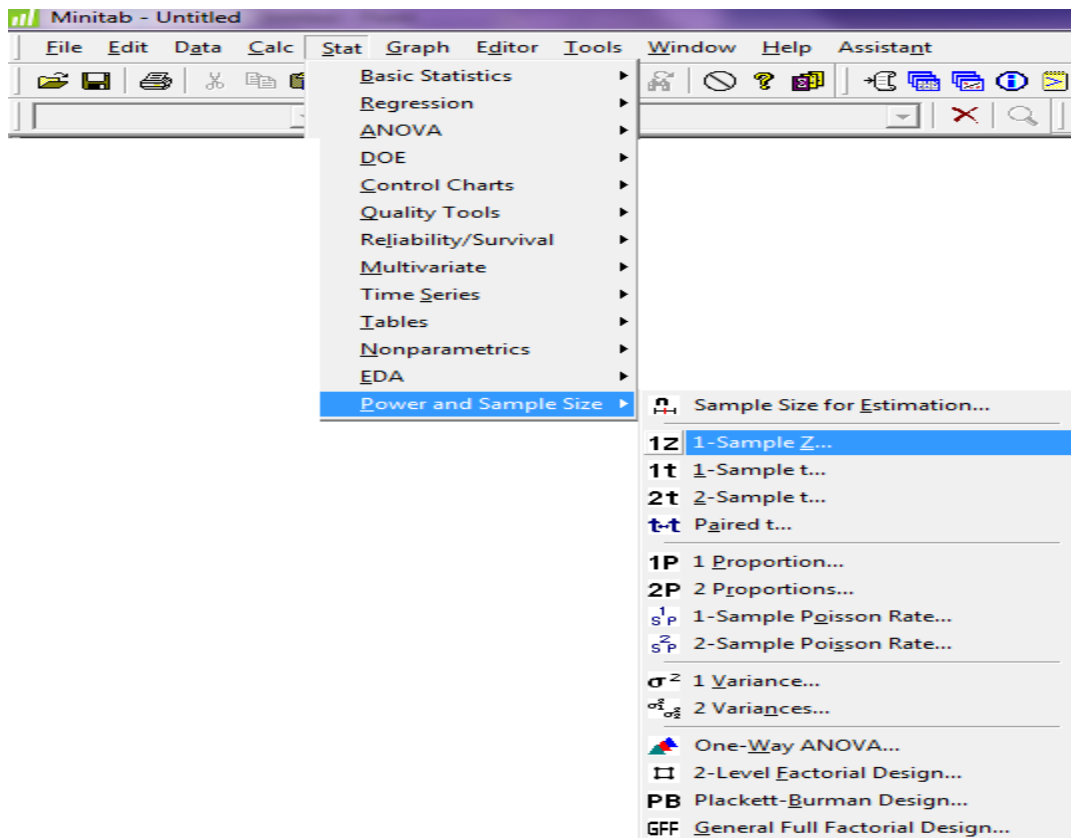 Minitab - Untitled
File Edit Data Calc Stat Graph Editor Tools Window Help Assistant
Basic Statistics
Regression
ANOVA
DOE
Control Charts
Quality Tools
Reliability/Survival
Multivariate
Time Series
Tables
Nonparametrics
EDA
Power and Sample Size
Sample Size for Estimation...
1Z 1-Sample Z...
1t 1-Sample t...
2t 2-Sample t...
t-t Paired t...
1P 1 Proportion...
2P 2 Proportions...
S1P 1-Sample Poisson Rate...
S2P 2-Sample Poisson Rate...
σ² 1 Variance...
σ²₁σ²₂ 2 Variances...
One-Way ANOVA...
2-Level Factorial Design...
PB Plackett-Burman Design...
GFF General Full Factorial Design...